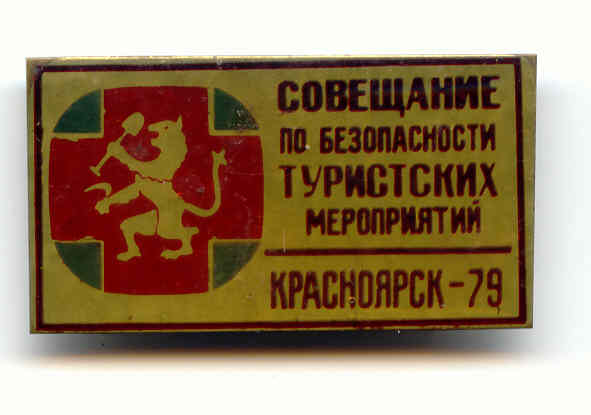 СОВЕЩАНИЕ
ПО БЕЗОПАСНОСТИ
ТУРИСТСКИХ
МЕРОПРИЯТИЙ
КРАСНОЯРСК-79